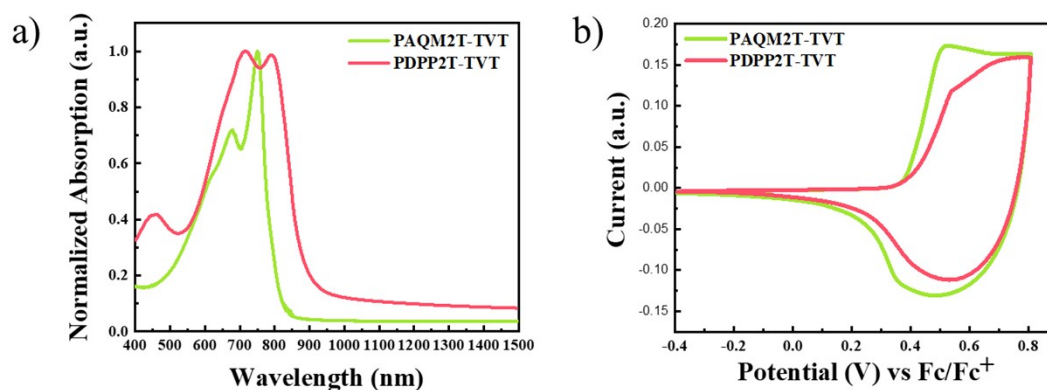 a)
Normalized Absorption (a.u.)
1.0
0.8
0.6
0.4
0.2
0.0
PAQM2T-TVT
PDPP2T-TVT
400 500 600 700 800 900 1000 1100 1200 1300 1400 1500
Wavelength (nm)
b)
Current (a.u.)
0.20
0.15
0.10
0.05
0.00
-0.05
-0.10
-0.15
PAQM2T-TVT
PDPP2T-TVT
-0.4 -0.2 0.0 0.2 0.4 0.6 0.8
Potential (V) vs Fc/Fc⁺